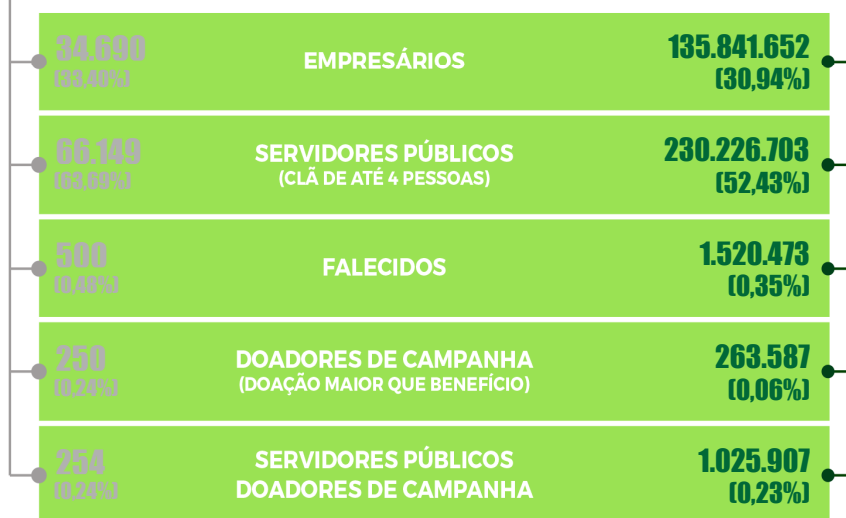 34.690
(33,40%)
EMPRESÁRIOS
135.841.652
(30,94%)
66.149
(63,69%)
SERVIDORES PÚBLICOS
(CLÃ DE ATÉ 4 PESSOAS)
230.226.703
(52,43%)
500
(0,48%)
FALECIDOS
1.520.473
(0,35%)
250
(0,24%)
DOADORES DE CAMPANHA
(DOAÇÃO MAIOR QUE BENEFÍCIO)
263.587
(0,06%)
254
(0,24%)
SERVIDORES PÚBLICOS
DOADORES DE CAMPANHA
1.025.907
(0,23%)